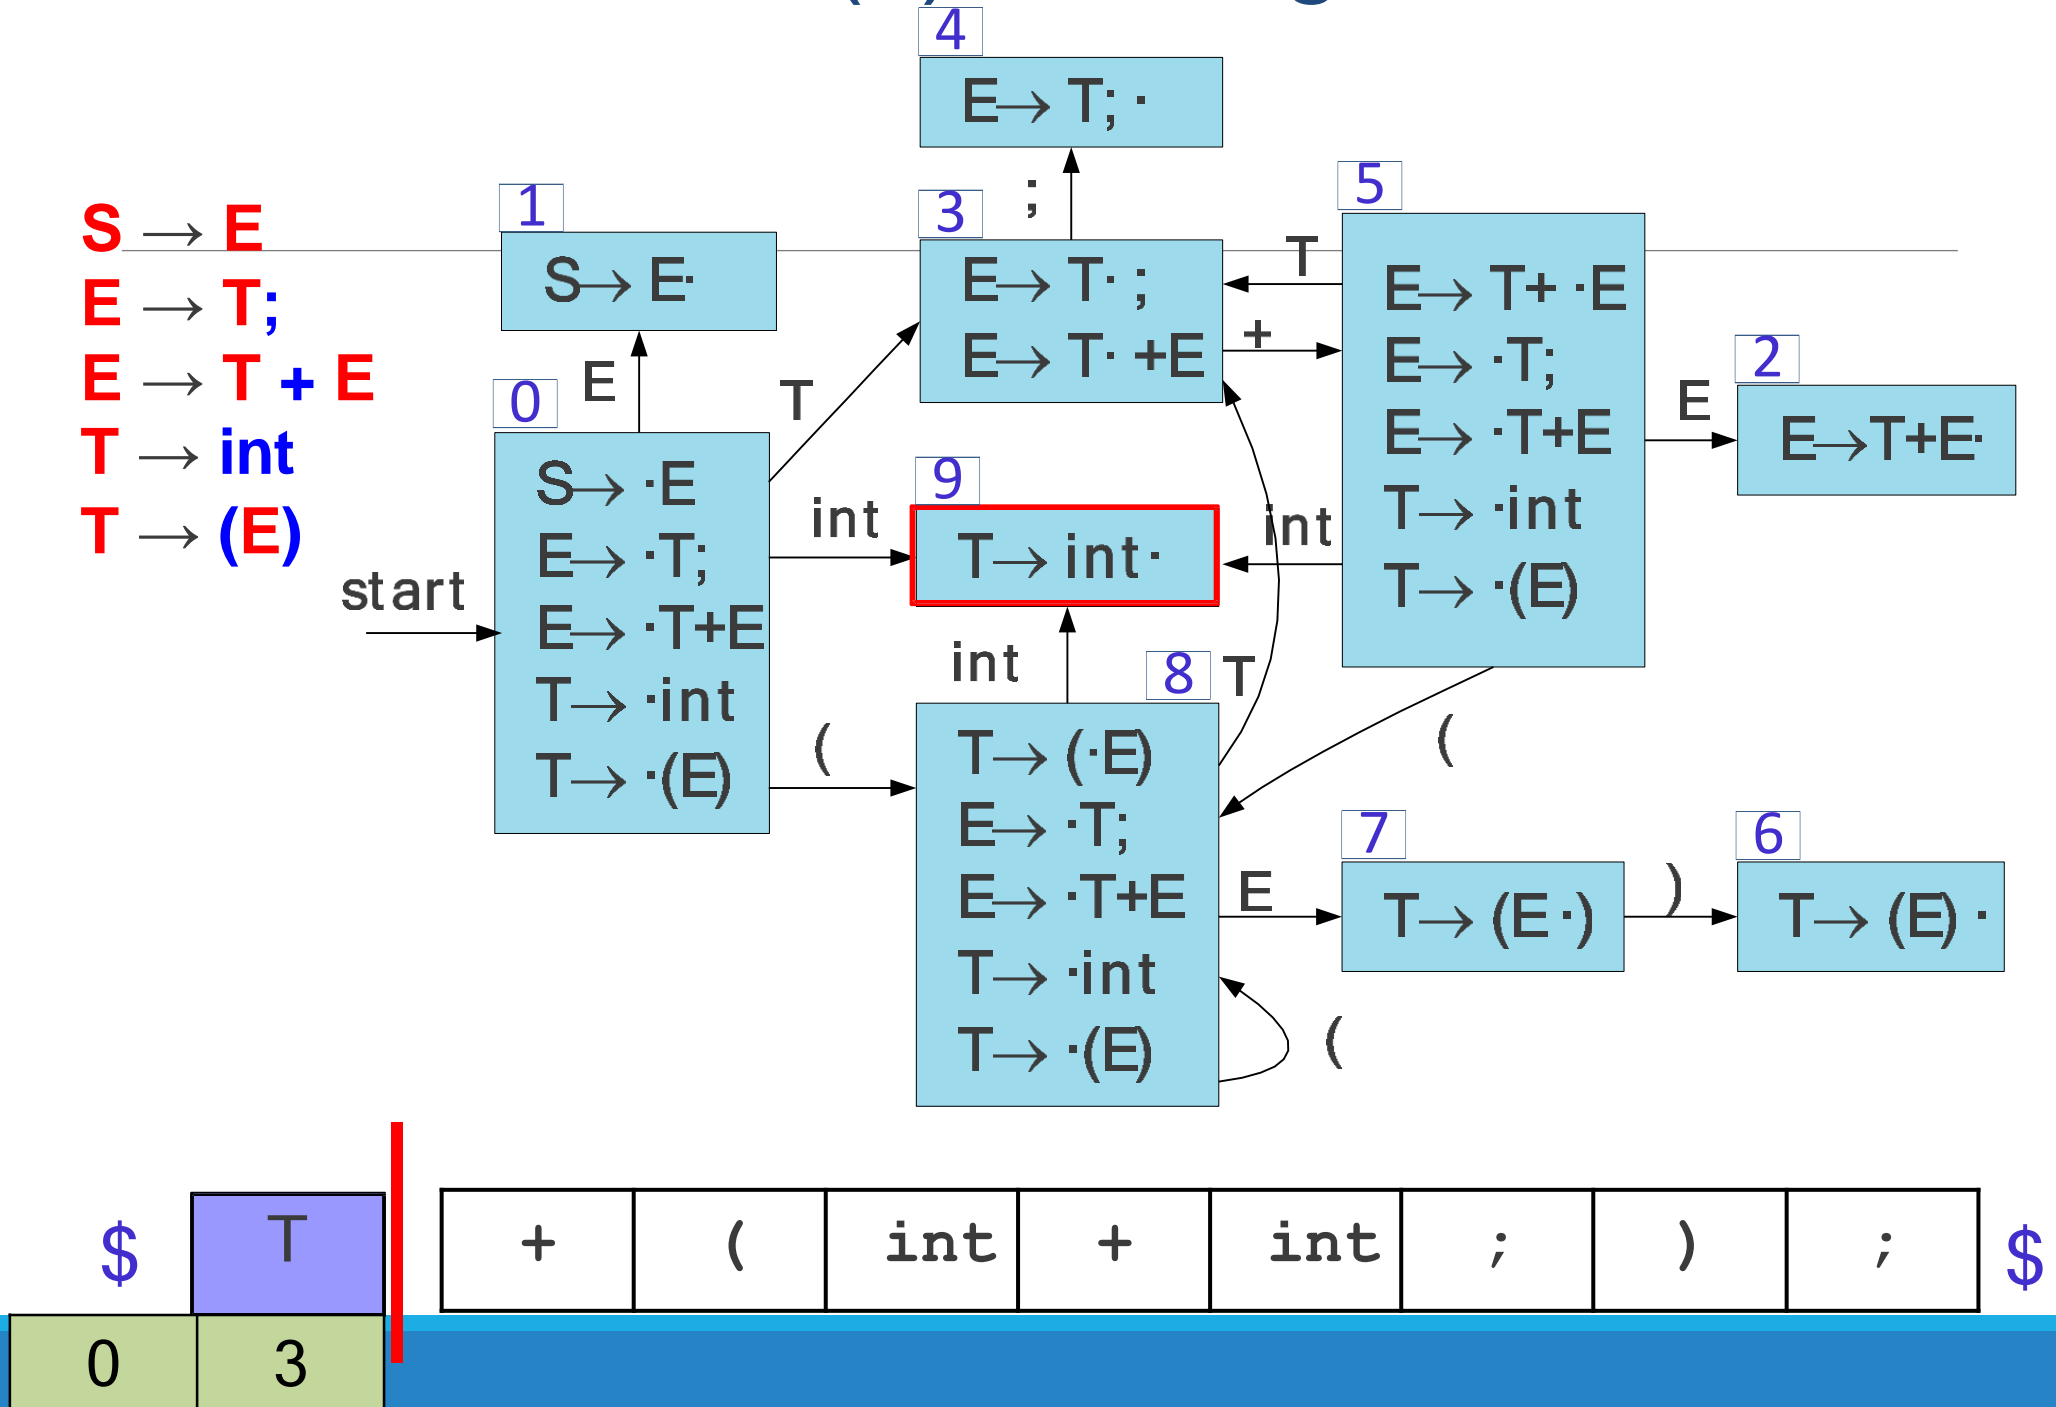 4
E→ T; ·
;
S → E
E → T;
E → T + E
T → int
T → (E)
1
S→ E·
E
3
E→ T· ;
E→ T· +E
T
+
5
E→ T+ ·E
E→ ·T;
E→ ·T+E
T→ ·int
T→ ·(E)
E
2
E→T+E·
start
0
S→ ·E
E→ ·T;
E→ ·T+E
T→ ·int
T→ ·(E)
T
int
(
9
T→ int ·
int
int
8
T
(
T→ (·E)
E→ ·T;
E→ ·T+E
T→ ·int
T→ ·(E)
E
(
7
T→ (E ·)
)
6
T→ (E) ·
$ T + ( int + int ; ) ; $
0 3